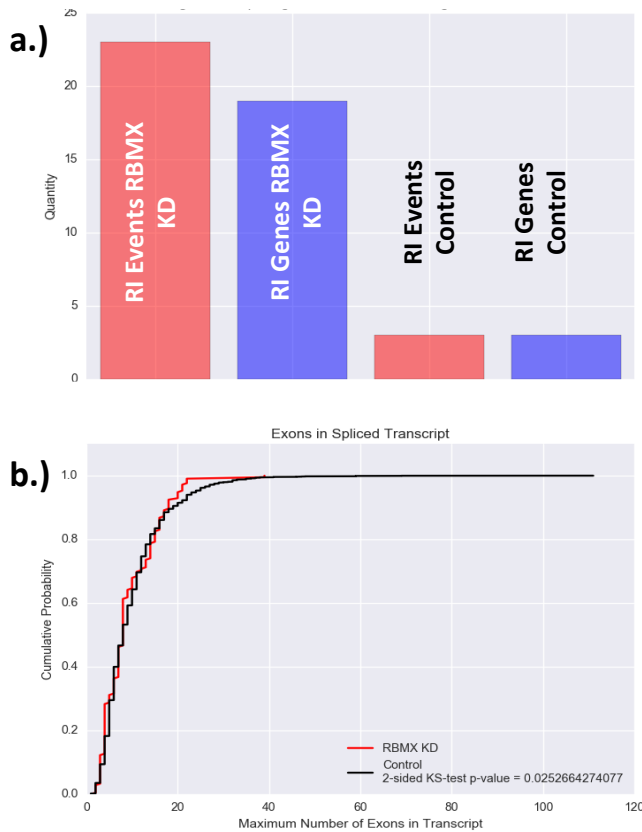 a.)
25
20
15
10
5
0
Quantity
RI Events RBMX
KD
RI Genes RBMX
KD
RI Events
Control
RI Genes
Control
b.)
Exons in Spliced Transcript
1.0
0.8
0.6
0.4
0.2
0.0
Cumulative Probability
RBMX KD
Control
2-sided KS-test p-value = 0.0252664274077
0 20 40 60 80 100 120
Maximum Number of Exons in Transcript